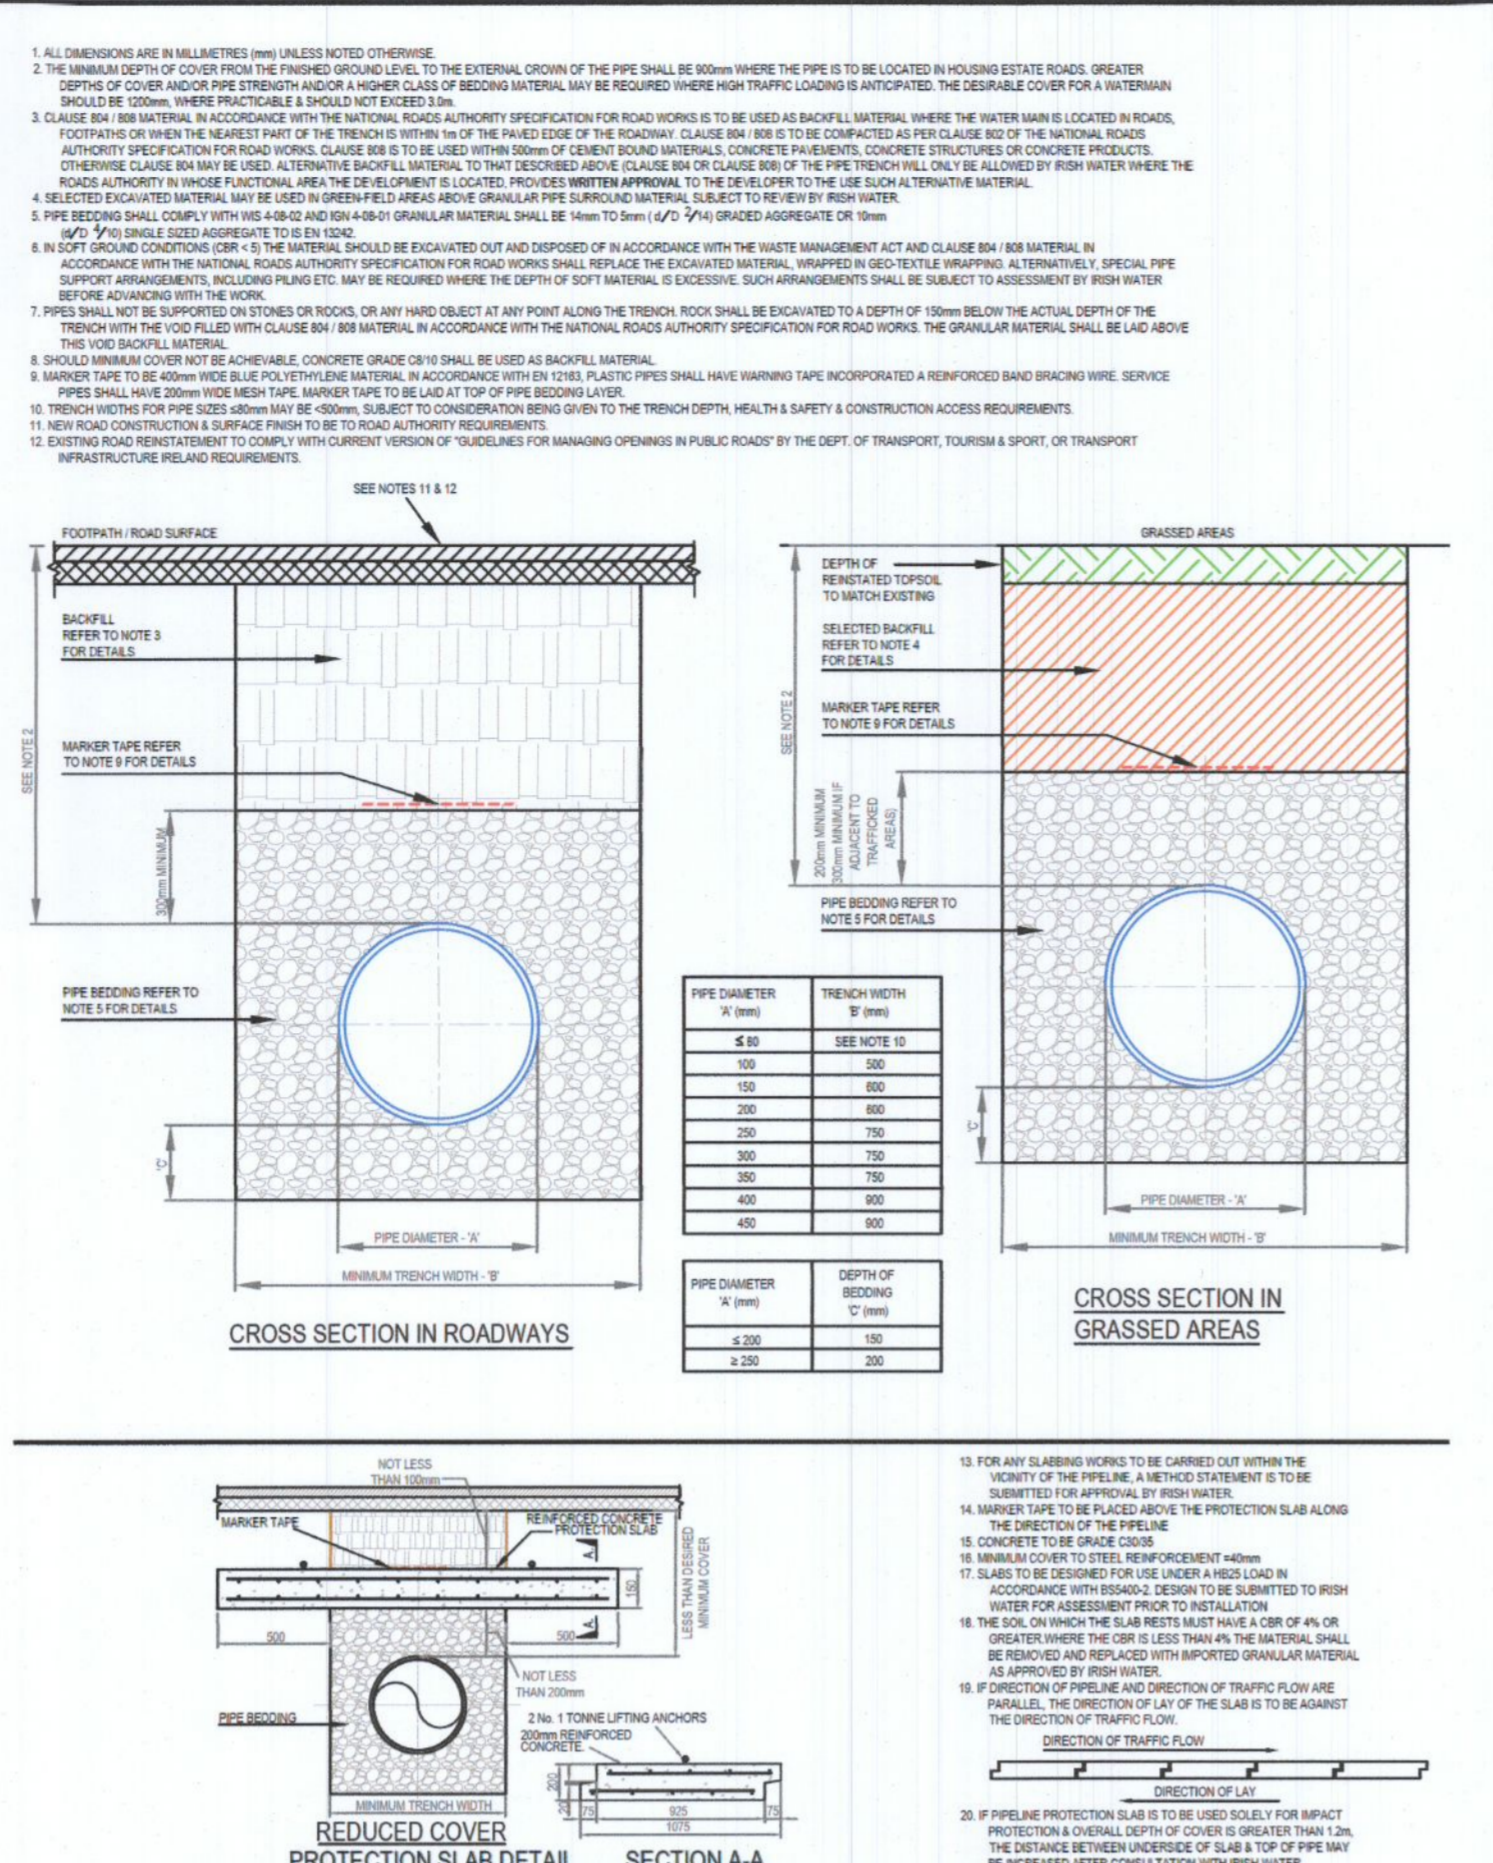 1. ALL DIMENSIONS ARE IN MILLIMETRES (mm) UNLESS NOTED OTHERWISE.
2. THE MINIMUM DEPTH OF COVER FROM THE FINISHED GROUND LEVEL TO THE EXTERNAL CROWN OF THE PIPE SHALL BE 900mm WHERE THE PIPE IS TO BE LOCATED IN HOUSING ESTATE ROADS. GREATER
DEPTHS OF COVER AND/OR PIPE STRENGTH AND/OR A HIGHER CLASS OF BEDDING MATERIAL MAY BE REQUIRED WHERE HIGH TRAFFIC LOADING IS ANTICIPATED. THE DESIRABLE COVER FOR A WATERMAIN
SHOULD BE 1200mm, WHERE PRACTICABLE & SHOULD NOT EXCEED 3.0m.
3. CLAUSE 804 / 808 MATERIAL IN ACCORDANCE WITH THE NATIONAL ROADS AUTHORITY SPECIFICATION FOR ROAD WORKS IS TO BE USED AS BACKFILL MATERIAL WHERE THE WATER MAIN IS LOCATED IN ROADS,
FOOTPATHS OR WHEN THE NEAREST PART OF THE TRENCH IS WITHIN 1m OF THE PAVED EDGE OF THE ROADWAY. CLAUSE 804 / 808 IS TO BE COMPACTED AS PER CLAUSE 802 OF THE NATIONAL ROADS
AUTHORITY SPECIFICATION FOR ROAD WORKS. CLAUSE 808 IS TO BE USED WITHIN 500mm OF CEMENT BOUND MATERIALS, CONCRETE PAVEMENTS, CONCRETE STRUCTURES OR CONCRETE PRODUCTS.
OTHERWISE CLAUSE 804 MAY BE USED. ALTERNATIVE BACKFILL MATERIAL TO THAT DESCRIBED ABOVE (CLAUSE 804 OR CLAUSE 808) OF THE PIPE TRENCH WILL ONLY BE ALLOWED BY IRISH WATER WHERE THE
ROADS AUTHORITY IN WHOSE FUNCTIONAL AREA THE DEVELOPMENT IS LOCATED, PROVIDES WRITTEN APPROVAL TO THE DEVELOPER TO THE USE SUCH ALTERNATIVE MATERIAL.
4. SELECTED EXCAVATED MATERIAL MAY BE USED IN GREEN-FIELD AREAS ABOVE GRANULAR PIPE SURROUND MATERIAL SUBJECT TO REVIEW BY IRISH WATER.
5. PIPE BEDDING SHALL COMPLY WITH WIS 4-08-02 AND IGN 4-08-01 GRANULAR MATERIAL SHALL BE 14mm TO 5mm ( d/D 2/14) GRADED AGGREGATE OR 10mm
(d/D 4/10) SINGLE SIZED AGGREGATE TO IS EN 13242.
6. IN SOFT GROUND CONDITIONS (CBR < 5) THE MATERIAL SHOULD BE EXCAVATED OUT AND DISPOSED OF IN ACCORDANCE WITH THE WASTE MANAGEMENT ACT AND CLAUSE 804 / 808 MATERIAL IN
ACCORDANCE WITH THE NATIONAL ROADS AUTHORITY SPECIFICATION FOR ROAD WORKS SHALL REPLACE THE EXCAVATED MATERIAL, WRAPPED IN GEO-TEXTILE WRAPPING. ALTERNATIVELY, SPECIAL PIPE
SUPPORT ARRANGEMENTS, INCLUDING PILING ETC. MAY BE REQUIRED WHERE THE DEPTH OF SOFT MATERIAL IS EXCESSIVE. SUCH ARRANGEMENTS SHALL BE SUBJECT TO ASSESSMENT BY IRISH WATER
BEFORE ADVANCING WITH THE WORK.
7. PIPES SHALL NOT BE SUPPORTED ON STONES OR ROCKS, OR ANY HARD OBJECT AT ANY POINT ALONG THE TRENCH. ROCK SHALL BE EXCAVATED TO A DEPTH OF 150mm BELOW THE ACTUAL DEPTH OF THE
TRENCH WITH THE VOID FILLED WITH CLAUSE 804 / 808 MATERIAL IN ACCORDANCE WITH THE NATIONAL ROADS AUTHORITY SPECIFICATION FOR ROAD WORKS. THE GRANULAR MATERIAL SHALL BE LAID ABOVE
THIS VOID BACKFILL MATERIAL.
8. SHOULD MINIMUM COVER NOT BE ACHIEVABLE, CONCRETE GRADE C8/10 SHALL BE USED AS BACKFILL MATERIAL.
9. MARKER TAPE TO BE 400mm WIDE BLUE POLYETHYLENE MATERIAL IN ACCORDANCE WITH EN 12163, PLASTIC PIPES SHALL HAVE WARNING TAPE INCORPORATED A REINFORCED BAND BRACING WIRE. SERVICE
PIPES SHALL HAVE 200mm WIDE MESH TAPE. MARKER TAPE TO BE LAID AT TOP OF PIPE BEDDING LAYER.
10. TRENCH WIDTHS FOR PIPE SIZES ≤80mm MAY BE <500mm, SUBJECT TO CONSIDERATION BEING GIVEN TO THE TRENCH DEPTH, HEALTH & SAFETY & CONSTRUCTION ACCESS REQUIREMENTS.
11. NEW ROAD CONSTRUCTION & SURFACE FINISH TO BE TO ROAD AUTHORITY REQUIREMENTS.
12. EXISTING ROAD REINSTATEMENT TO COMPLY WITH CURRENT VERSION OF "GUIDELINES FOR MANAGING OPENINGS IN PUBLIC ROADS" BY THE DEPT. OF TRANSPORT, TOURISM & SPORT, OR TRANSPORT
INFRASTRUCTURE IRELAND REQUIREMENTS.
SEE NOTES 11 & 12
FOOTPATH / ROAD SURFACE
BACKFILL
REFER TO NOTE 3
FOR DETAILS
SEE NOTE 2
MARKER TAPE REFER
TO NOTE 9 FOR DETAILS
300mm MINIMUM
PIPE BEDDING REFER TO
NOTE 5 FOR DETAILS
'C'
PIPE DIAMETER - 'A'
MINIMUM TRENCH WIDTH - 'B'
CROSS SECTION IN ROADWAYS
GRASSED AREAS
DEPTH OF
REINSTATED TOPSOIL
TO MATCH EXISTING
SELECTED BACKFILL
REFER TO NOTE 4
FOR DETAILS
SEE NOTE 2
MARKER TAPE REFER
TO NOTE 9 FOR DETAILS
200mm MINIMUM
300mm MINIMUM IF
ADJACENT TO
TRAFFICKED
AREAS)
PIPE BEDDING REFER TO
NOTE 5 FOR DETAILS
'C'
PIPE DIAMETER - 'A'
MINIMUM TRENCH WIDTH - 'B'
CROSS SECTION IN
GRASSED AREAS
PIPE DIAMETER 'A' (mm) TRENCH WIDTH 'B' (mm)
≤ 80 SEE NOTE 10
100 500
150 600
200 600
250 750
300 750
350 750
400 900
450 900
PIPE DIAMETER 'A' (mm) DEPTH OF BEDDING 'C' (mm)
≤ 200 150
≥ 250 200
NOT LESS
THAN 100mm
MARKER TAPE
REINFORCED CONCRETE
PROTECTION SLAB
A
150
LESS THAN DESIRED
MINIMUM COVER
500
500
A
NOT LESS
THAN 200mm
PIPE BEDDING
MINIMUM TRENCH WIDTH
REDUCED COVER
PROTECTION SLAB DETAIL
2 No. 1 TONNE LIFTING ANCHORS
200mm REINFORCED
CONCRETE.
200
20
75 925 75
1075
SECTION A-A
13. FOR ANY SLABBING WORKS TO BE CARRIED OUT WITHIN THE
VICINITY OF THE PIPELINE, A METHOD STATEMENT IS TO BE
SUBMITTED FOR APPROVAL BY IRISH WATER.
14. MARKER TAPE TO BE PLACED ABOVE THE PROTECTION SLAB ALONG
THE DIRECTION OF THE PIPELINE
15. CONCRETE TO BE GRADE C30/35
16. MINIMUM COVER TO STEEL REINFORCEMENT =40mm
17. SLABS TO BE DESIGNED FOR USE UNDER A HB25 LOAD IN
ACCORDANCE WITH BS5400-2. DESIGN TO BE SUBMITTED TO IRISH
WATER FOR ASSESSMENT PRIOR TO INSTALLATION
18. THE SOIL ON WHICH THE SLAB RESTS MUST HAVE A CBR OF 4% OR
GREATER.WHERE THE CBR IS LESS THAN 4% THE MATERIAL SHALL
BE REMOVED AND REPLACED WITH IMPORTED GRANULAR MATERIAL
AS APPROVED BY IRISH WATER.
19. IF DIRECTION OF PIPELINE AND DIRECTION OF TRAFFIC FLOW ARE
PARALLEL, THE DIRECTION OF LAY OF THE SLAB IS TO BE AGAINST
THE DIRECTION OF TRAFFIC FLOW.
DIRECTION OF TRAFFIC FLOW
DIRECTION OF LAY
20. IF PIPELINE PROTECTION SLAB IS TO BE USED SOLELY FOR IMPACT
PROTECTION & OVERALL DEPTH OF COVER IS GREATER THAN 1.2m,
THE DISTANCE BETWEEN UNDERSIDE OF SLAB & TOP OF PIPE MAY
BE INCREASED AFTER CONSULTATION WITH IRISH WATER